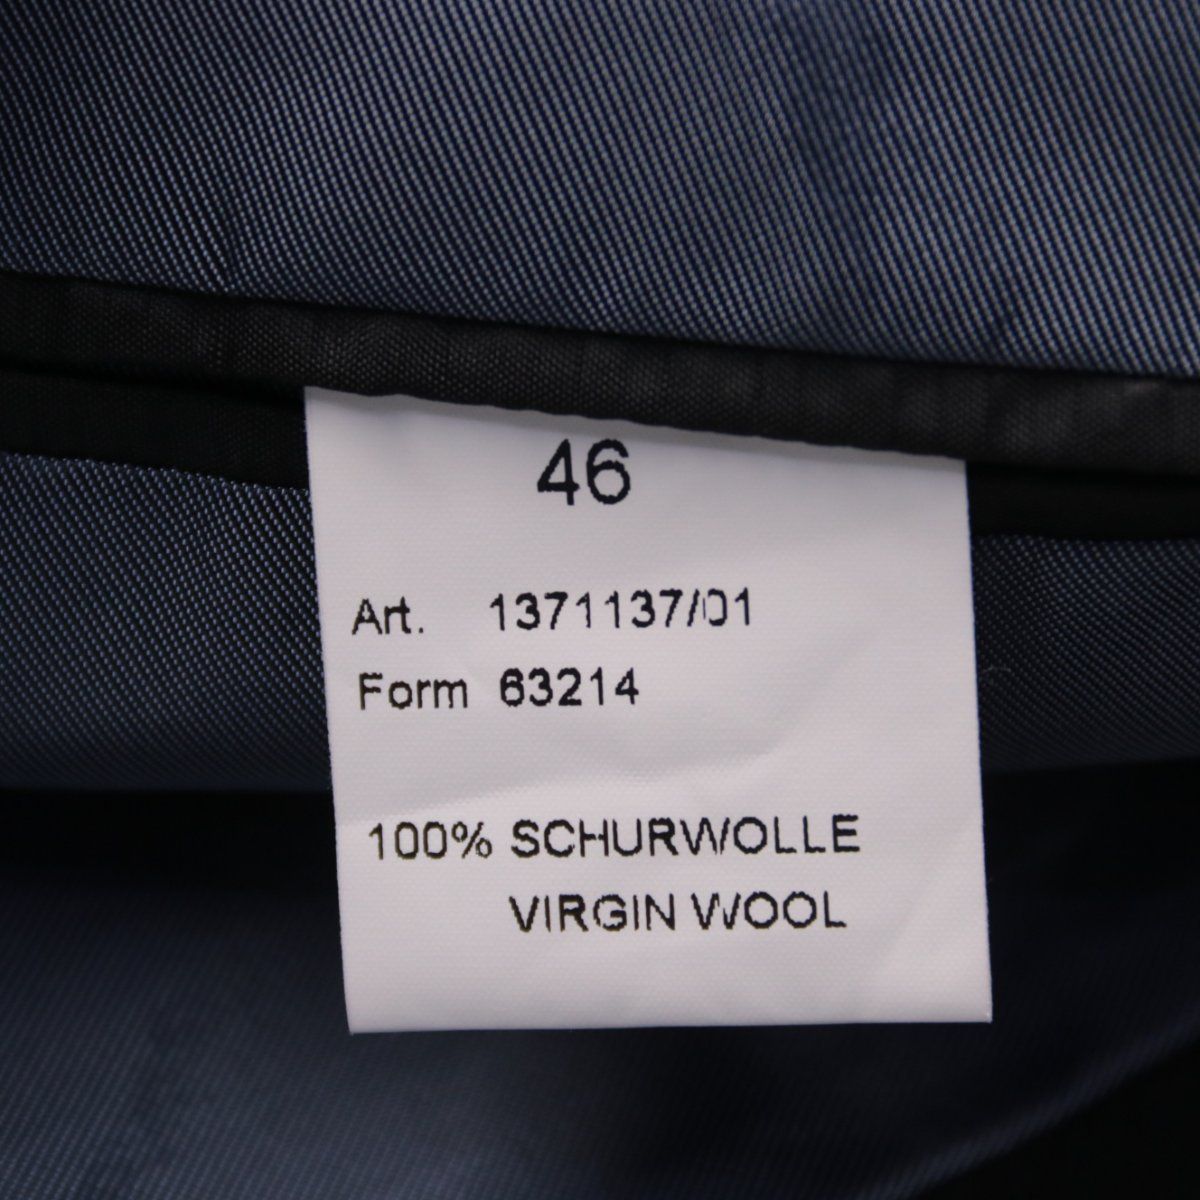 46
Art. 1371137/01
Form 63214
100% SCHURWOLLE
VIRGIN WOOL